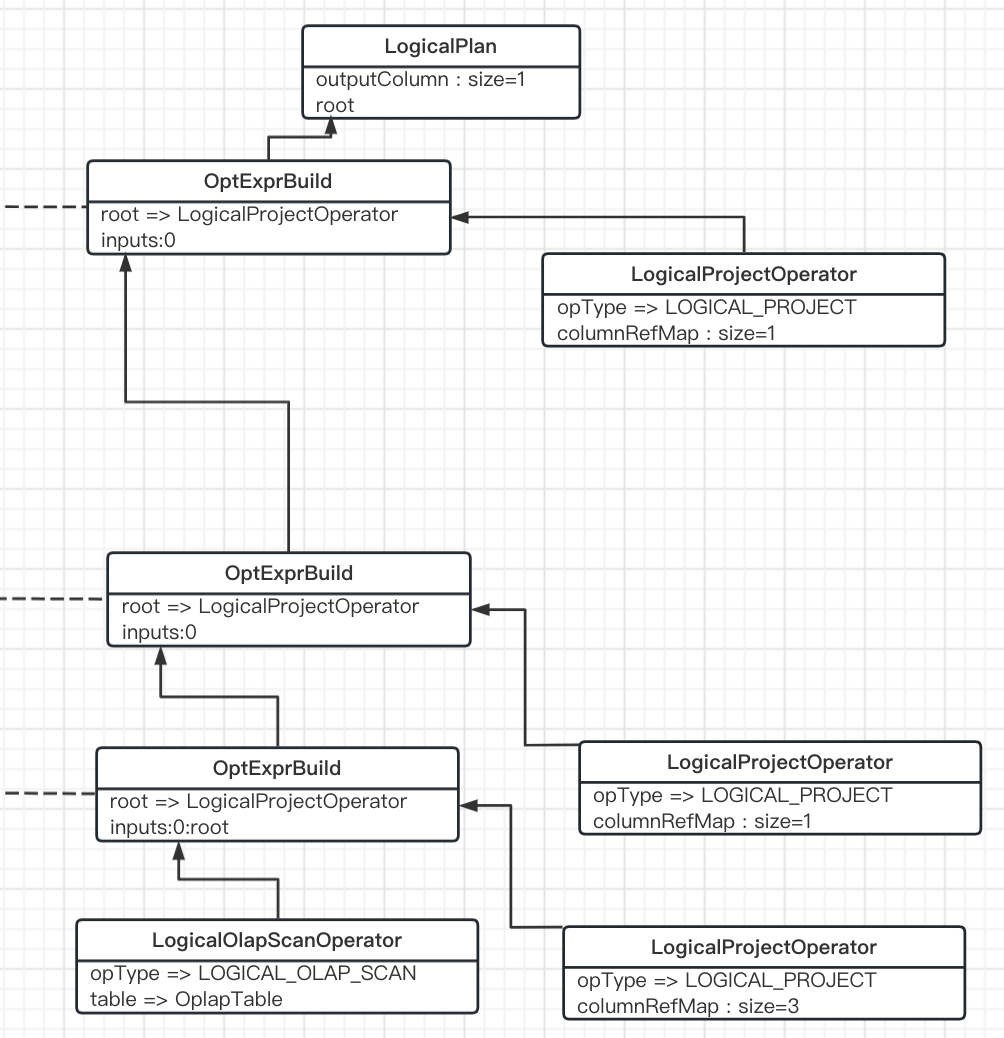 LogicalPlan
outputColumn : size=1
root
OptExprBuild
root => LogicalProjectOperator
inputs:0
LogicalProjectOperator
opType => LOGICAL_PROJECT
columnRefMap : size=1
OptExprBuild
root => LogicalProjectOperator
inputs:0
OptExprBuild
root => LogicalProjectOperator
inputs:0:root
LogicalProjectOperator
opType => LOGICAL_PROJECT
columnRefMap : size=1
LogicalOlapScanOperator
opType => LOGICAL_OLAP_SCAN
table => OplapTable
LogicalProjectOperator
opType => LOGICAL_PROJECT
columnRefMap : size=3